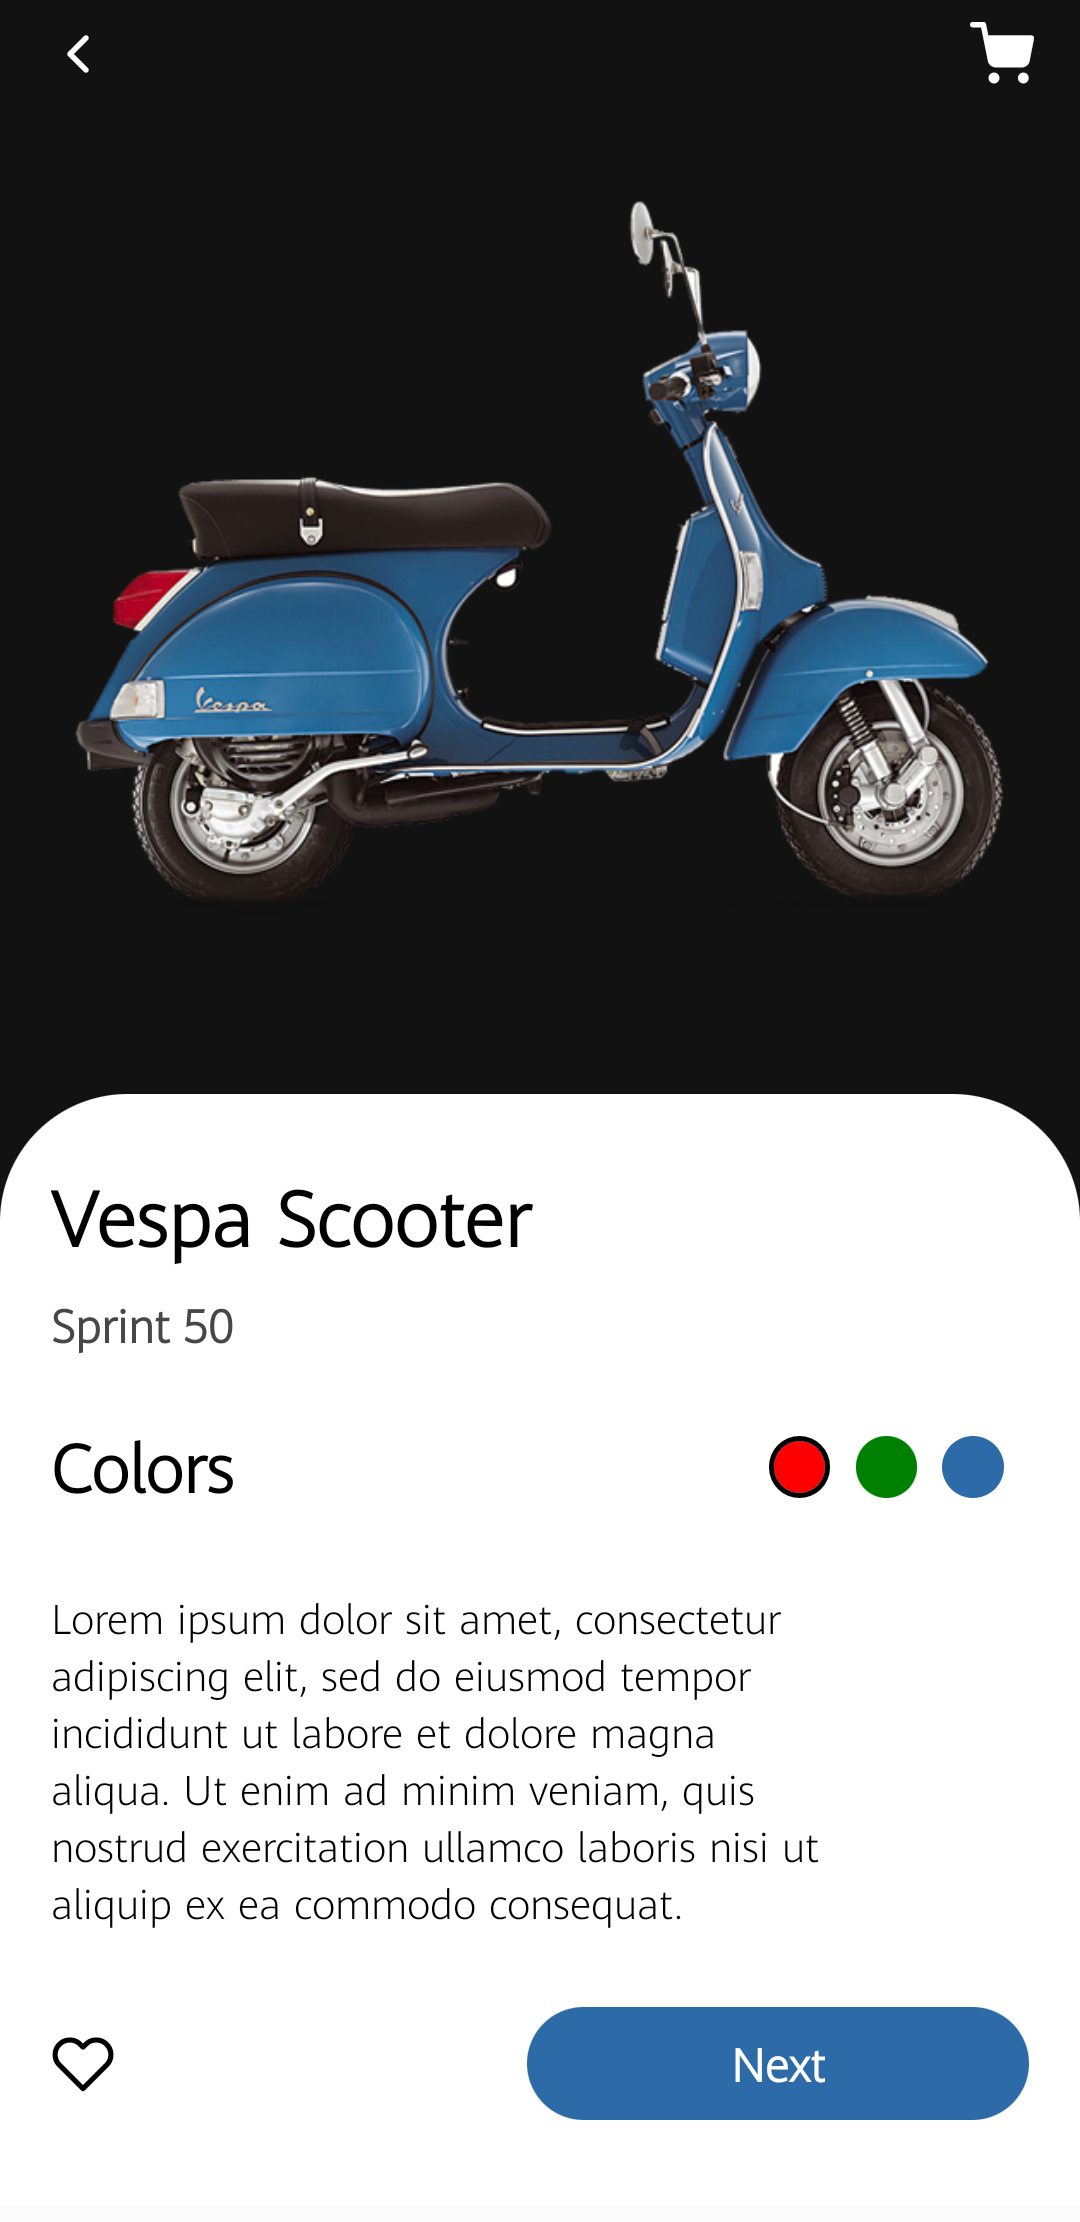 Vespa
Vespa Scooter
Sprint 50
Colors
Lorem ipsum dolor sit amet, consectetur
adipiscing elit, sed do eiusmod tempor
incididunt ut labore et dolore magna
aliqua. Ut enim ad minim veniam, quis
nostrud exercitation ullamco laboris nisi ut
aliquip ex ea commodo consequat.
Next